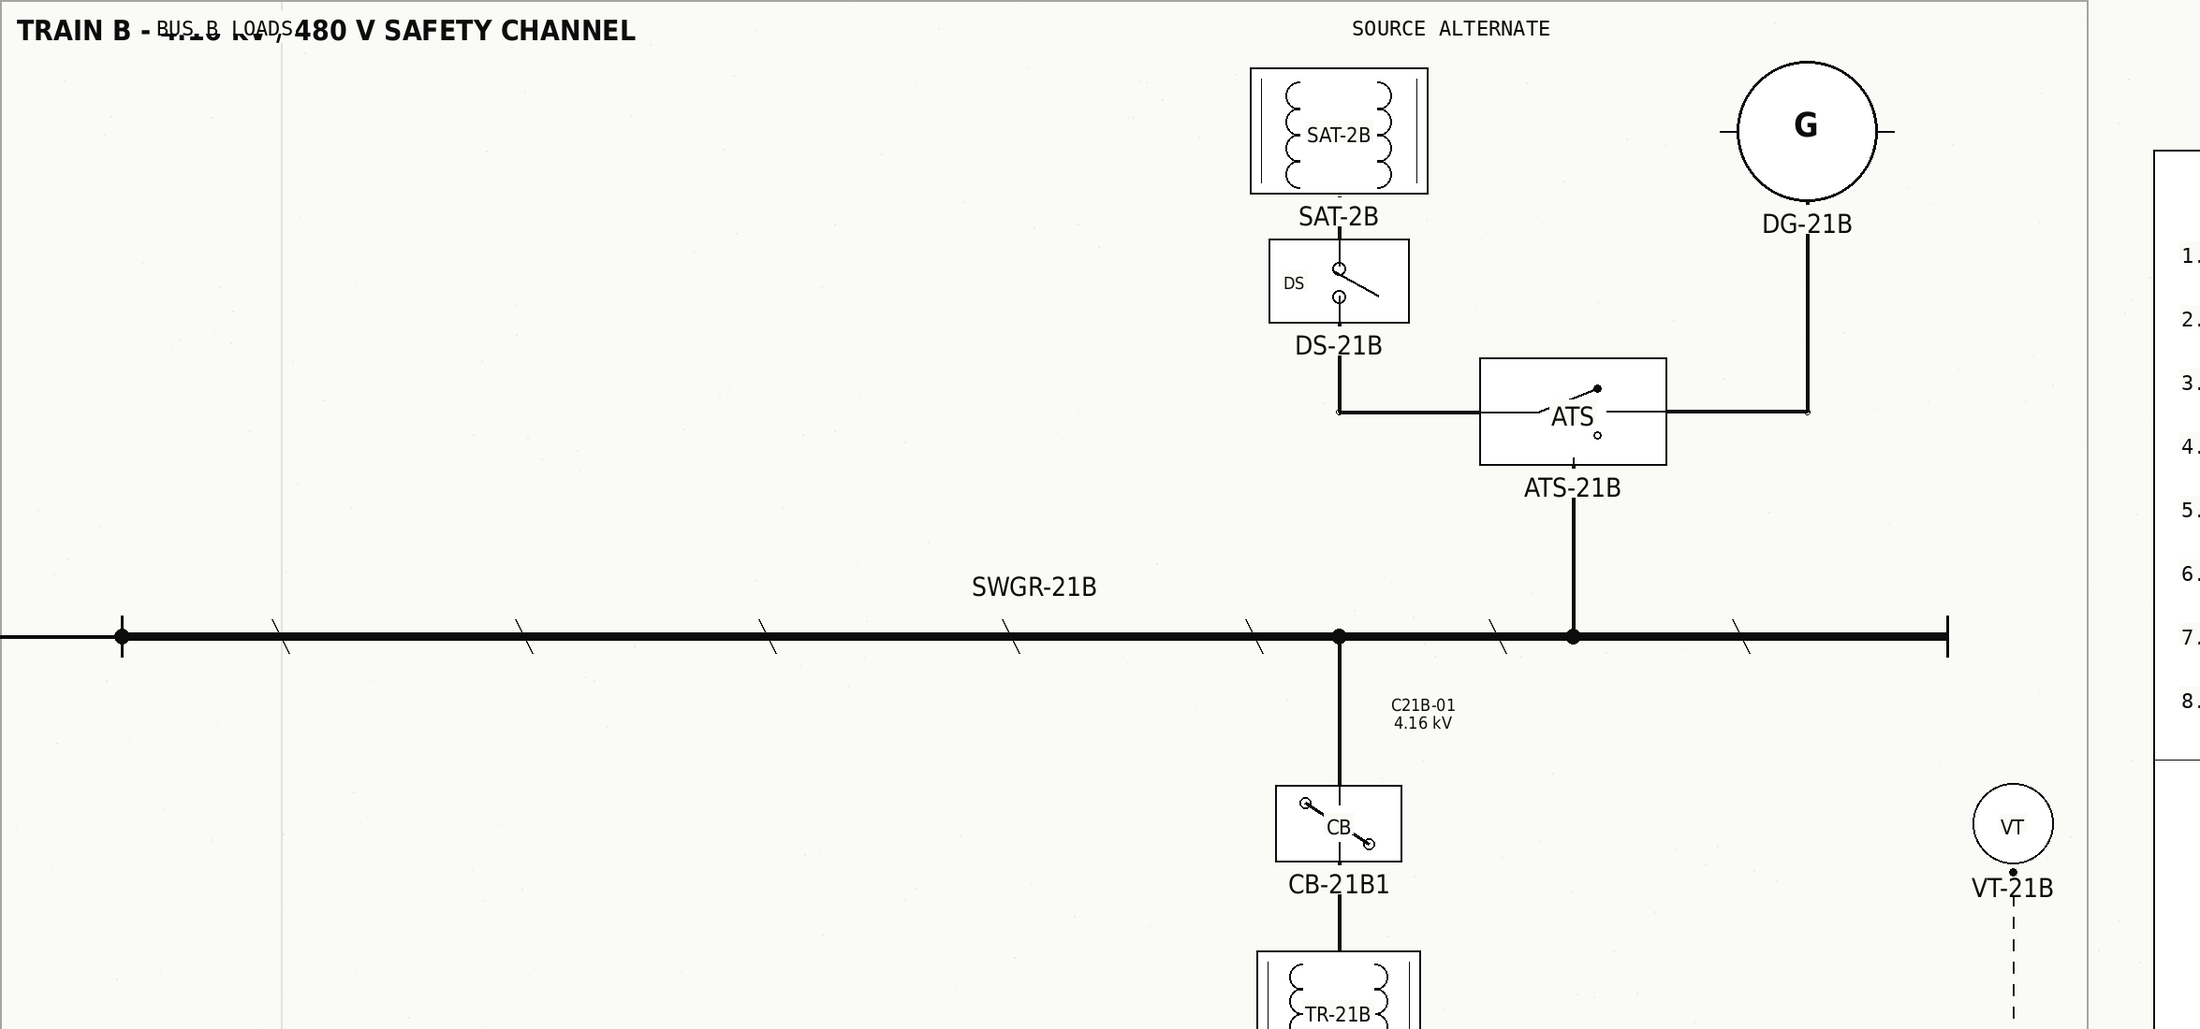 TRAIN B - 480 V SAFETY CHANNEL
BUS B LOADS
SOURCE ALTERNATE
SAT-2B
SAT-2B
G
DG-21B
DS
DS-21B
ATS
ATS-21B
SWGR-21B
C21B-01
4.16 kV
CB
CB-21B1
TR-21B
VT
VT-21B
1.
2.
3.
4.
5.
6.
7.
8.